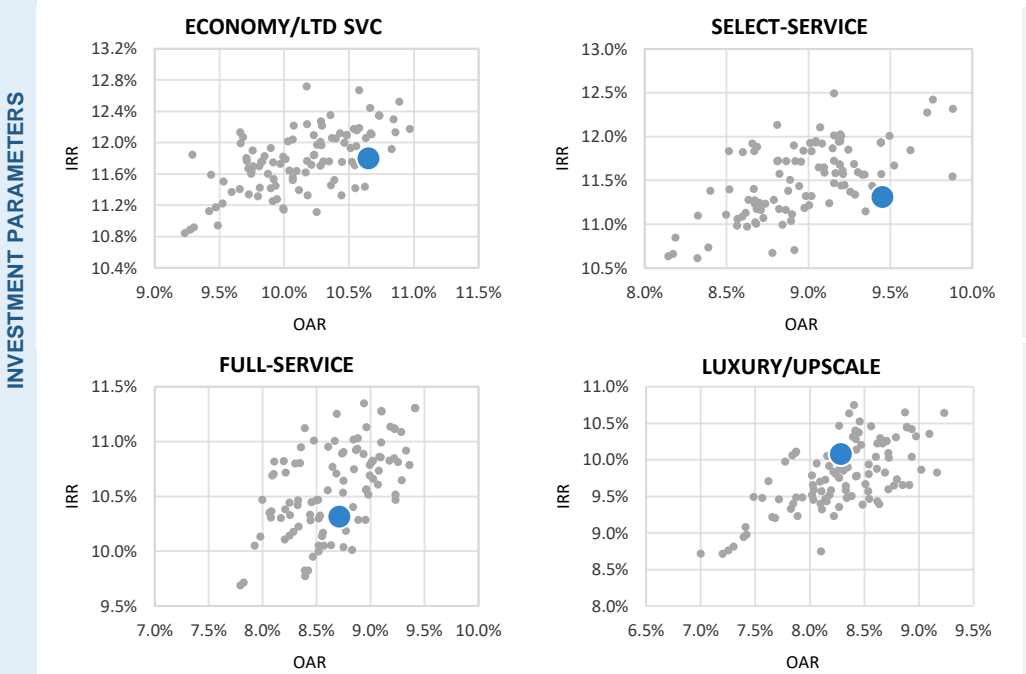 INVESTMENT PARAMETERS
ECONOMY/LTD SVC
13.2%
12.8%
12.4%
12.0%
11.6%
11.2%
10.8%
10.4%
IRR
9.0% 9.5% 10.0% 10.5% 11.0% 11.5%
OAR
SELECT-SERVICE
13.0%
12.5%
12.0%
11.5%
11.0%
10.5%
IRR
8.0% 8.5% 9.0% 9.5% 10.0%
OAR
FULL-SERVICE
11.5%
11.0%
10.5%
10.0%
9.5%
IRR
7.0% 7.5% 8.0% 8.5% 9.0% 9.5% 10.0%
OAR
LUXURY/UPSCALE
11.0%
10.5%
10.0%
9.5%
9.0%
8.5%
8.0%
IRR
6.5% 7.0% 7.5% 8.0% 8.5% 9.0% 9.5%
OAR